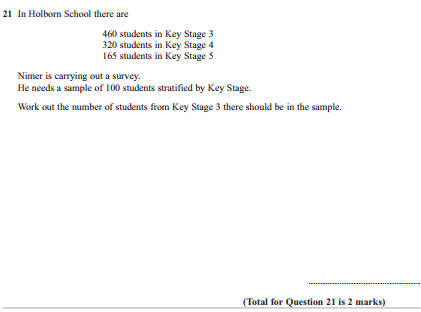 21 In Holborn School there are
460 students in Key Stage 3
320 students in Key Stage 4
165 students in Key Stage 5
Nimer is carrying out a survey.
He needs a sample of 100 students stratified by Key Stage.
Work out the number of students from Key Stage 3 there should be in the sample.
(Total for Question 21 is 2 marks)